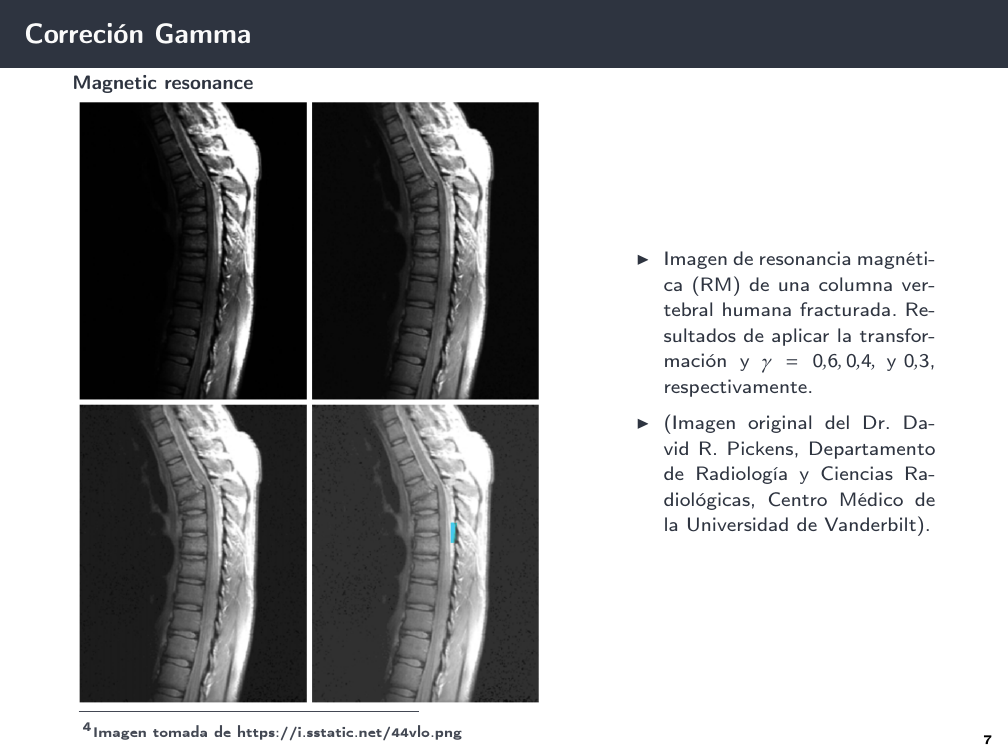 Correción Gamma
Magnetic resonance
▶ Imagen de resonancia magnéti-
ca (RM) de una columna ver-
tebral humana fracturada. Re-
sultados de aplicar la transfor-
mación y γ = 0,6, 0,4, y 0,3,
respectivamente.
▶ (Imagen original del Dr. Da-
vid R. Pickens, Departamento
de Radiología y Ciencias Ra-
diológicas, Centro Médico de
la Universidad de Vanderbilt).
4 Imagen tomada de https://i.sstatic.net/44vlo.png
7